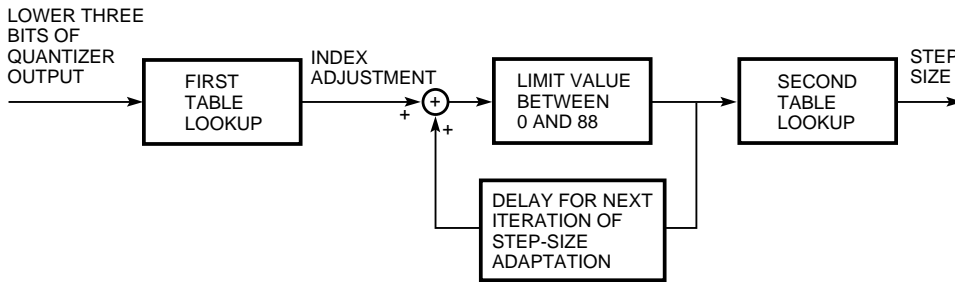 LOWER THREE
BITS OF
QUANTIZER
OUTPUT
FIRST
TABLE
LOOKUP
INDEX
ADJUSTMENT
+
+
+
LIMIT VALUE
BETWEEN
0 AND 88
SECOND
TABLE
LOOKUP
STEP
SIZE
DELAY FOR NEXT
ITERATION OF
STEP-SIZE
ADAPTATION